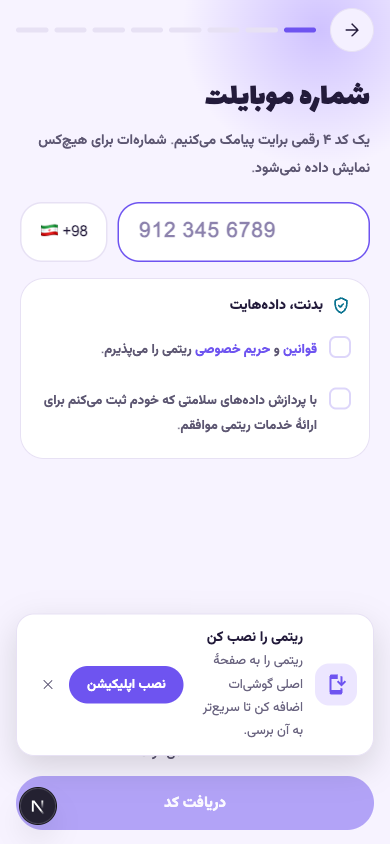 شماره موبایلت
یک کد ۴ رقمی برایت پیامک می‌کنیم. شماره‌ات برای هیچ‌کس
نمایش داده نمی‌شود.
912 345 6789
+98
بدنت، داده‌هایت
قوانین و حریم خصوصی ریتمی را می‌پذیرم.
با پردازش داده‌های سلامتی که خودم ثبت می‌کنم برای
ارائهٔ خدمات ریتمی موافقم.
ریتمی را نصب کن
ریتمی را به صفحهٔ
اصلی گوشی‌ات
اضافه کن تا سریع‌تر
به آن برسی.
نصب اپلیکیشن
دریافت کد
N